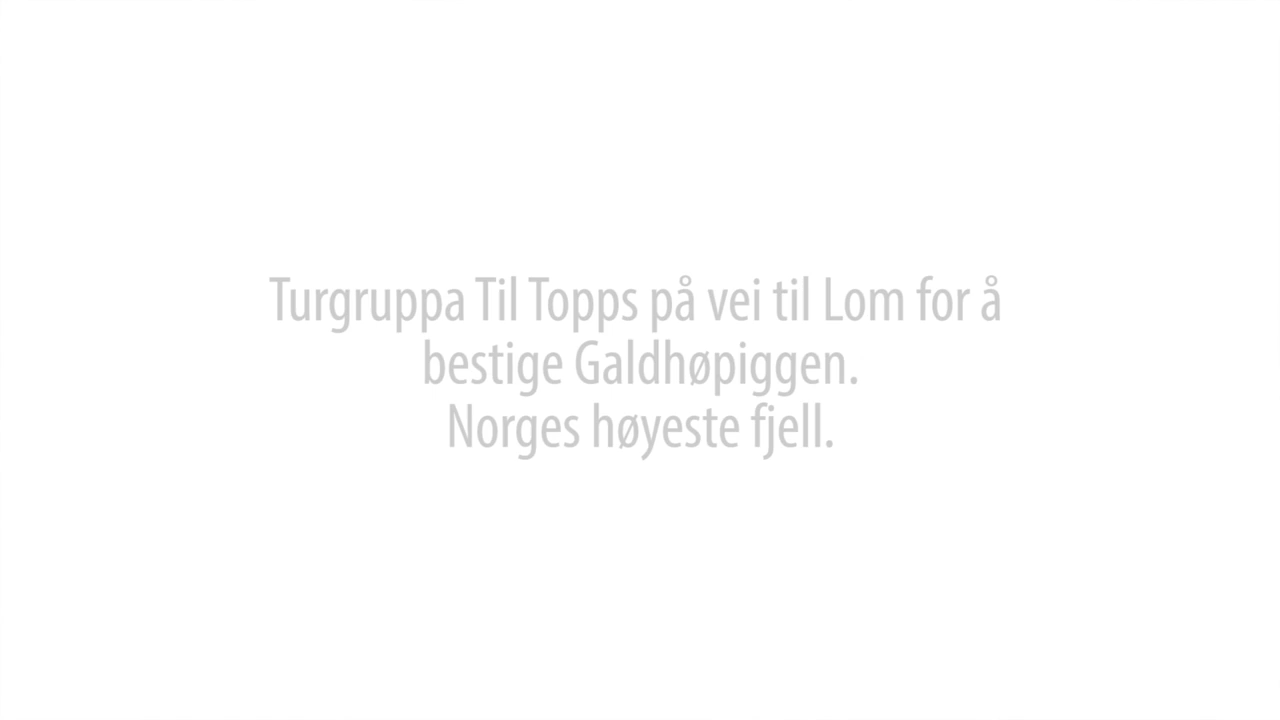 Turgruppa Til Topps på vei til Lom for å
bestige Galdhøpiggen.
Norges høyeste fjell.